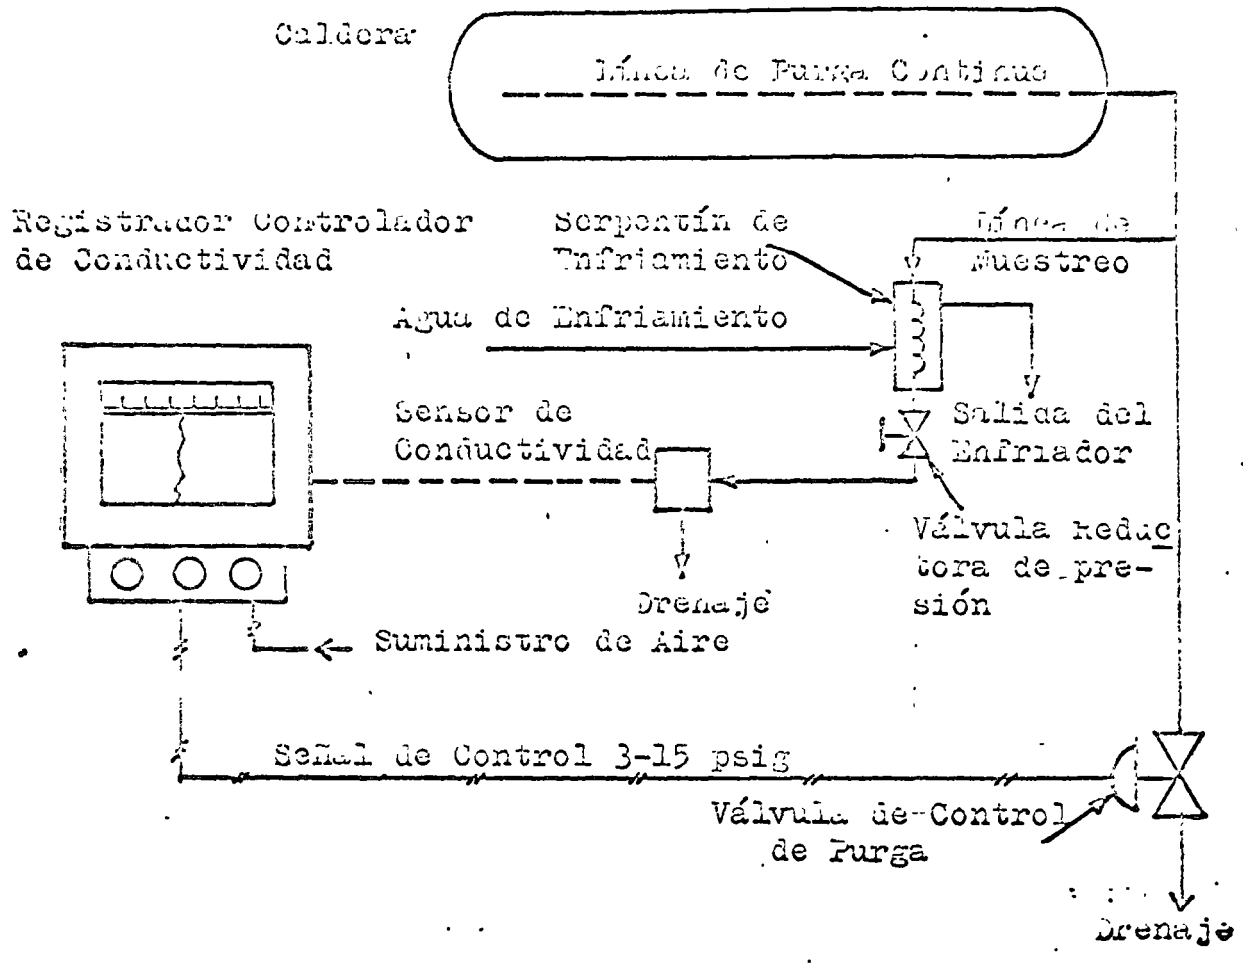 Caldera
Línea de Purga Continua
Registrador Controlador
de Conductividad
Serpentín de
Enfriamiento
Línea de
Muestreo
Agua de Enfriamiento
Sensor de
Conductividad
Salida del
Enfriador
Válvula Reduc
tora de pre-
sión
Drenaje
Suministro de Aire
Señal de Control 3-15 psig
Válvula de Control
de Purga
Drenaje